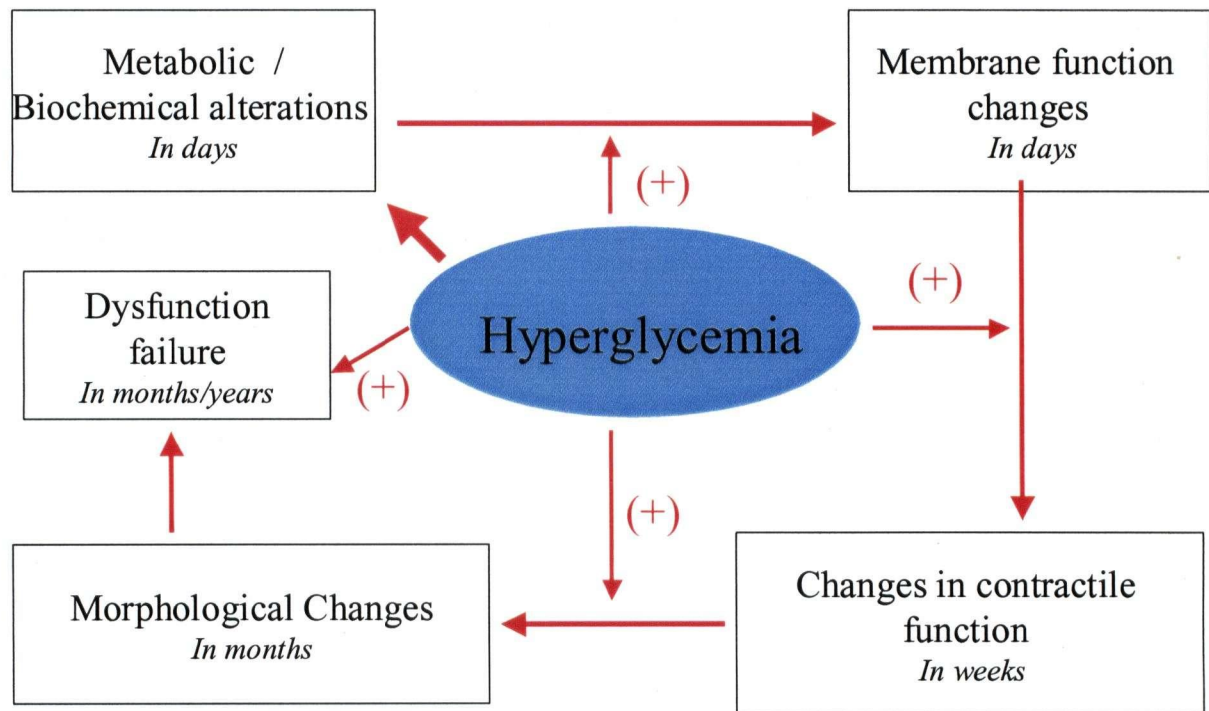 Metabolic /
Biochemical alterations
In days
Membrane function
changes
In days
(+)
Hyperglycemia
(+)
Dysfunction
failure
In months/years
(+)
(+)
Morphological Changes
In months
Changes in contractile
function
In weeks